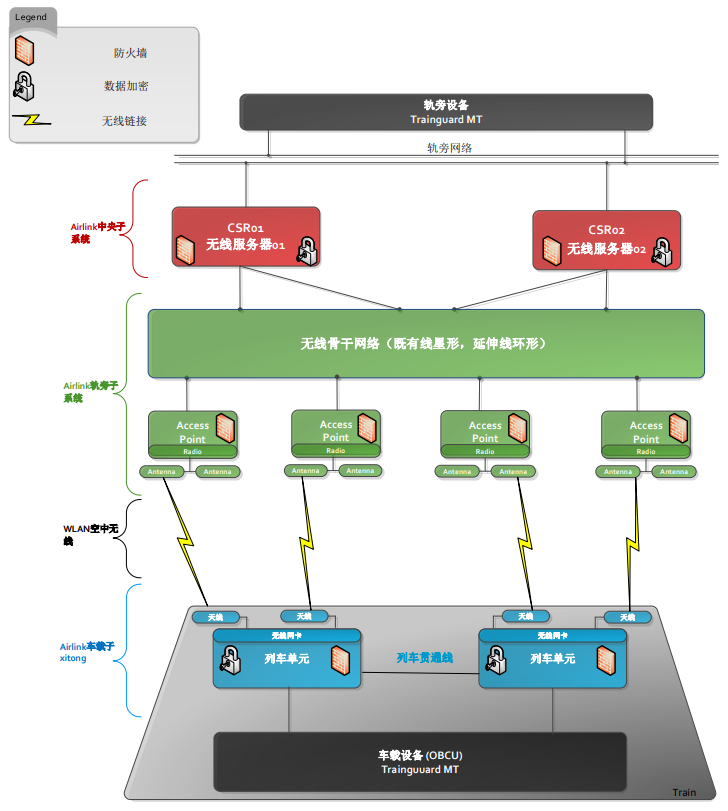 Legend
防火墙
数据加密
无线链接
轨旁设备
Trainguard MT
轨旁网络
Airlink中央子
系统
CSR01
无线服务器01
CSR02
无线服务器02
无线骨干网络（既有线星形，延伸线环形）
Airlink轨旁子
系统
Access
Point
Radio
Antenna
Antenna
Access
Point
Radio
Antenna
Antenna
Access
Point
Radio
Antenna
Antenna
Access
Point
Radio
Antenna
Antenna
WLAN空中无
线
天线
天线
天线
天线
Airlink车载子
xitong
无线网卡
列车单元
列车贯通线
无线网卡
列车单元
车载设备 (OBCU)
Trainguuard MT
Train